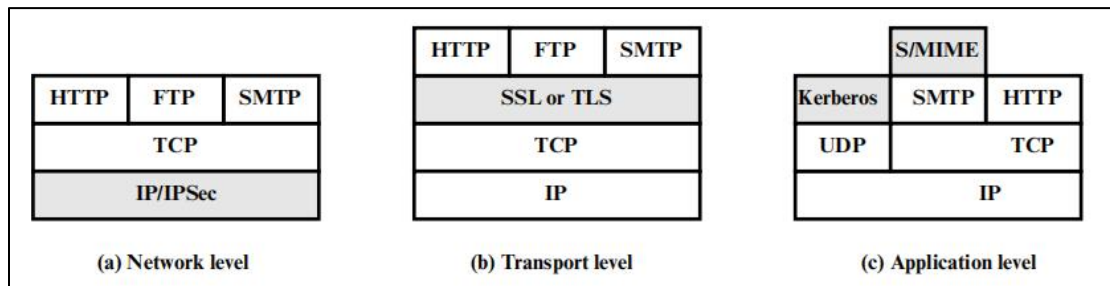 HTTP FTP SMTP
TCP
IP/IPSec
(a) Network level
HTTP FTP SMTP
SSL or TLS
TCP
IP
(b) Transport level
S/MIME
Kerberos SMTP HTTP
UDP TCP
IP
(c) Application level